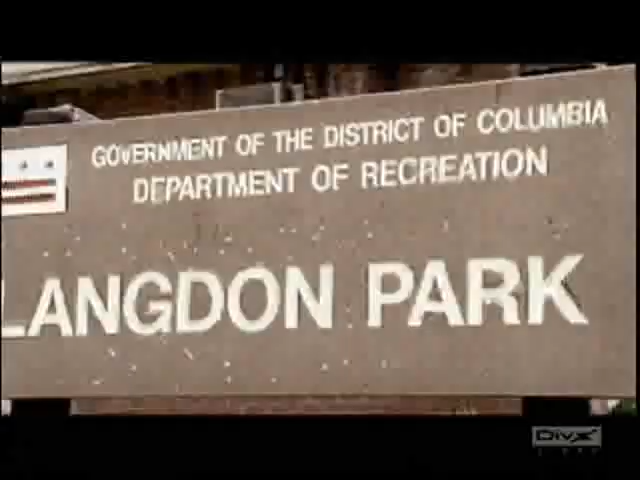 GOVERNMENT OF THE DISTRICT OF COLUMBIA
DEPARTMENT OF RECREATION
LANGDON PARK
DivX